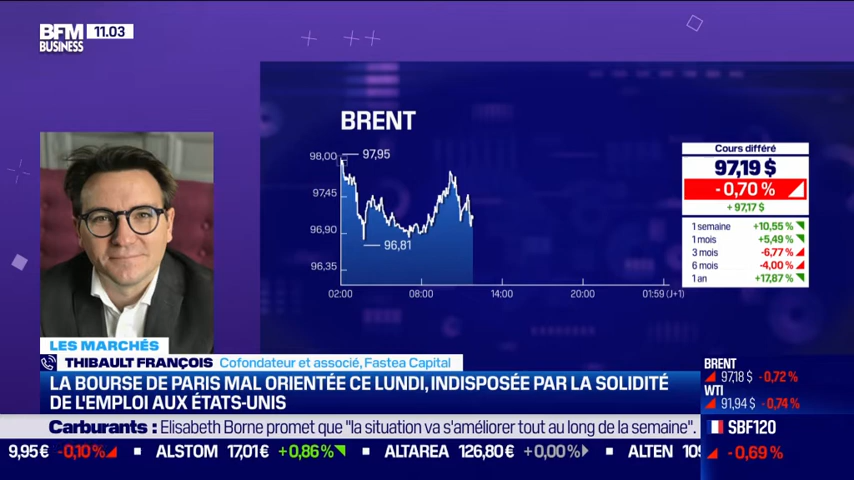 BFM
BUSINESS
11.03
BRENT
98,00
97,95
97,45
96,90
96,81
96,35
02:00
08:00
14:00
20:00
01:59 (J+1)
Cours différé
97,19 $
- 0,70 %
+ 97,17 $
1 semaine +10,55 %
1 mois +5,49 %
3 mois -6,77 %
6 mois -4,00 %
1 an +17,87 %
LES MARCHÉS
THIBAULT FRANÇOIS Cofondateur et associé, Fastea Capital
LA BOURSE DE PARIS MAL ORIENTÉE CE LUNDI, INDISPOSÉE PAR LA SOLIDITÉ
DE L'EMPLOI AUX ÉTATS-UNIS
Carburants : Elisabeth Borne promet que "la situation va s'améliorer tout au long de la semaine".
9,95€ -0,10% ALSTOM 17,01€ +0,86% ALTAREA 126,80€ +0,00% ALTEN 109
BRENT
97,18 $ - 0,72 %
WTI
91,94 $ - 0,74 %
SBF120
- 0,69 %